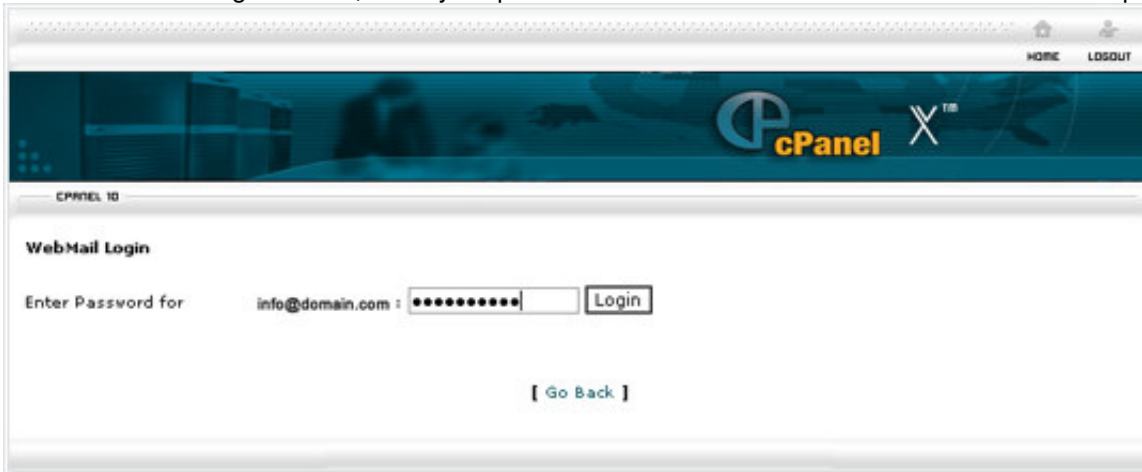 HOME LOGOUT
cPanel X™
CPANEL 10
WebMail Login
Enter Password for info@domain.com : ●●●●●●●●●● Login
[ Go Back ]